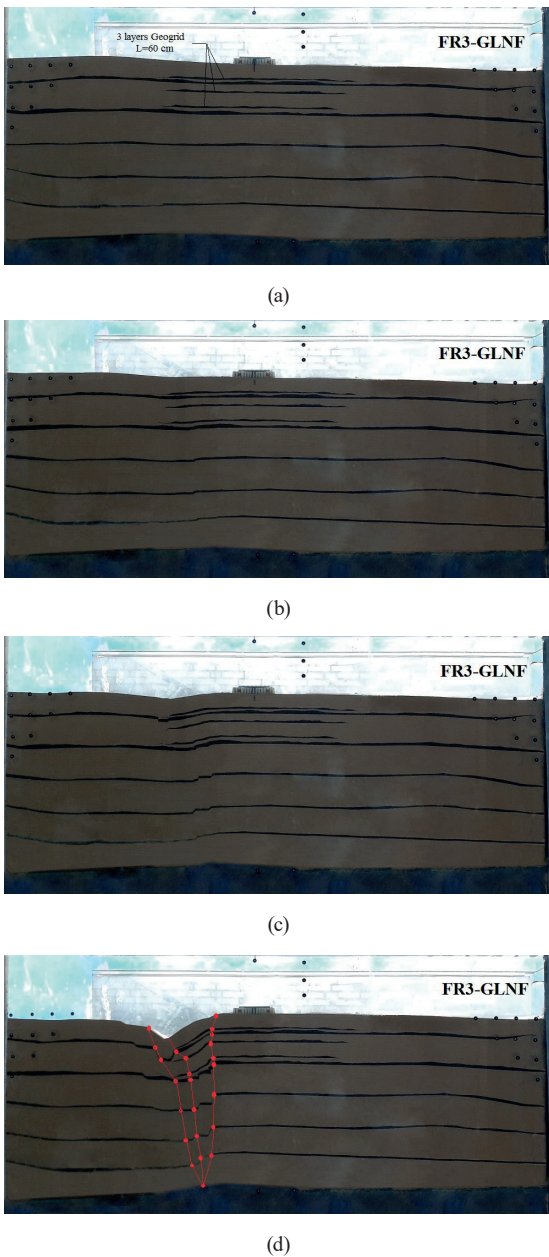 3 layers Geogrid
L=60 cm
FR3-GLNF
(a)
FR3-GLNF
(b)
FR3-GLNF
(c)
FR3-GLNF
(d)